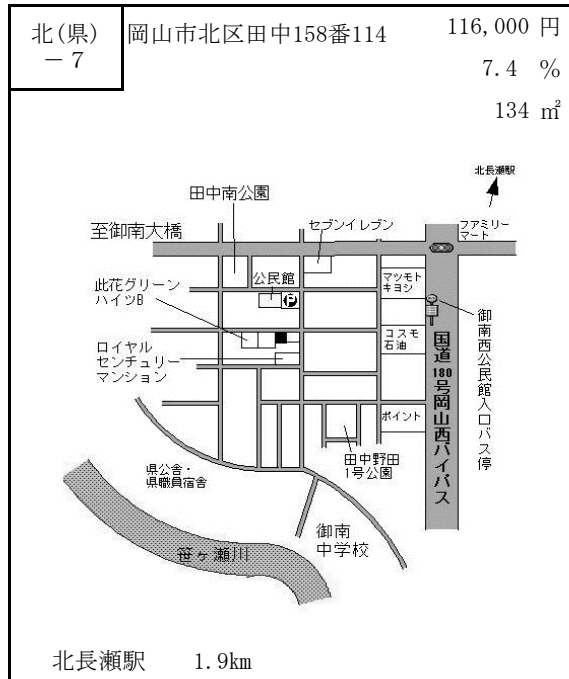 北(県)
－7
岡山市北区田中158番114
116,000 円
7.4 %
134 ㎡
北長瀬駅
田中南公園
至御南大橋
セブンイレブン
ファミリー
マート
此花グリーン
ハイツB
公民館
P
マツモト
キヨシ
御南西公民館入口バス停
ロイヤル
センチュリー
マンション
コスモ
石油
国道180号岡山西バイパス
ポイント
田中野田
1号公園
県公舎・
県職員宿舎
御南
中学校
笹ヶ瀬川
北長瀬駅 1.9km